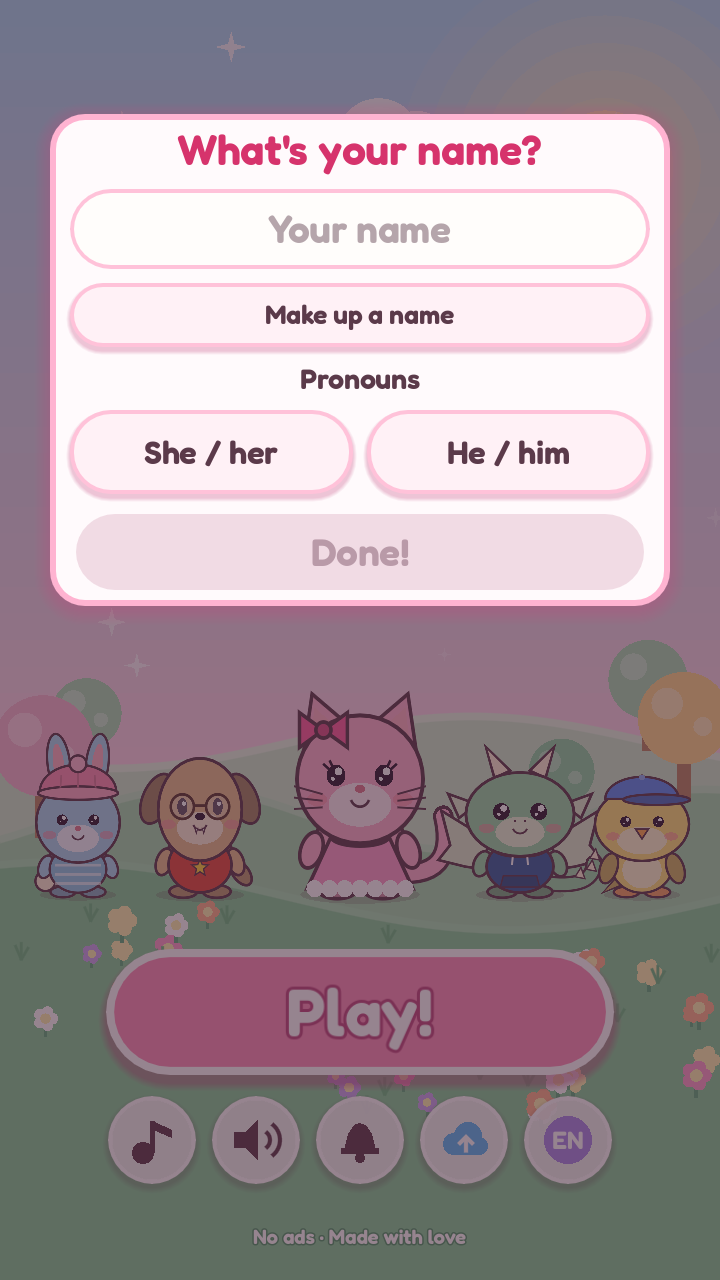 What's your name?
Your name
Make up a name
Pronouns
She / her
He / him
Done!
Play!
EN
No ads · Made with love